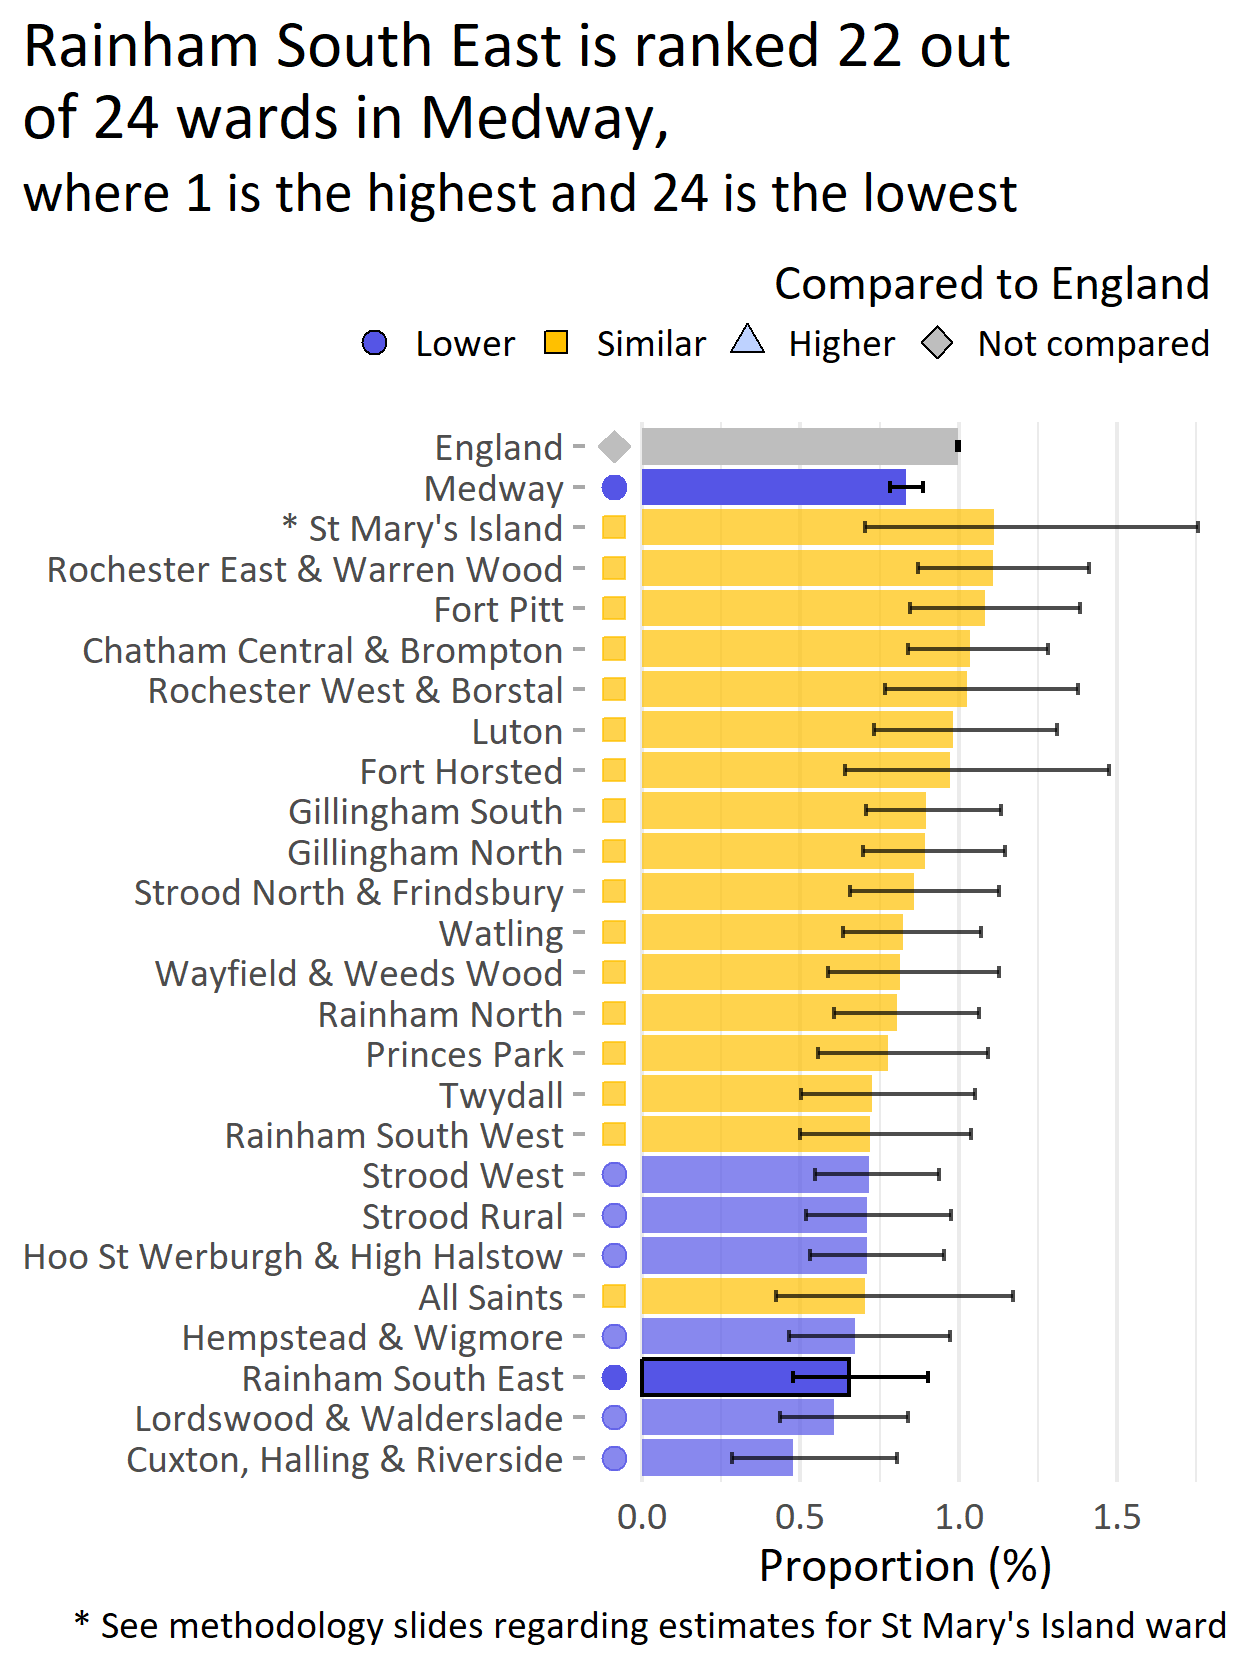 Rainham South East is ranked 22 out
of 24 wards in Medway,
where 1 is the highest and 24 is the lowest
Compared to England
Lower Similar Higher Not compared
England
Medway
* St Mary's Island
Rochester East & Warren Wood
Fort Pitt
Chatham Central & Brompton
Rochester West & Borstal
Luton
Fort Horsted
Gillingham South
Gillingham North
Strood North & Frindsbury
Watling
Wayfield & Weeds Wood
Rainham North
Princes Park
Twydall
Rainham South West
Strood West
Strood Rural
Hoo St Werburgh & High Halstow
All Saints
Hempstead & Wigmore
Rainham South East
Lordswood & Walderslade
Cuxton, Halling & Riverside
0.0 0.5 1.0 1.5
Proportion (%)
* See methodology slides regarding estimates for St Mary's Island ward